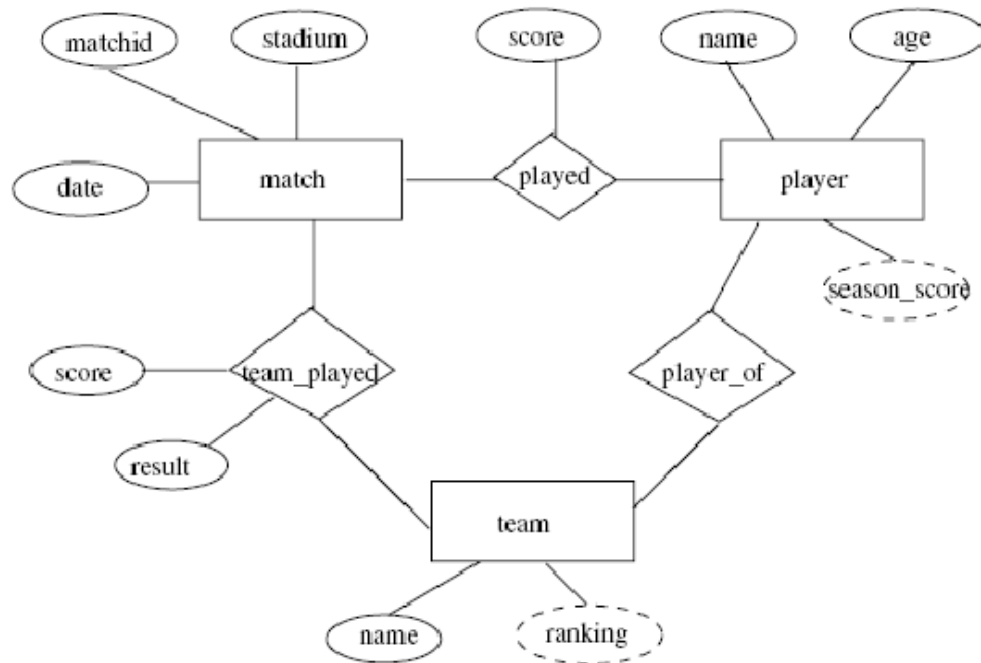 matchid
stadium
score
name
age
date
match
played
player
season_score
score
team_played
player_of
result
team
name
ranking